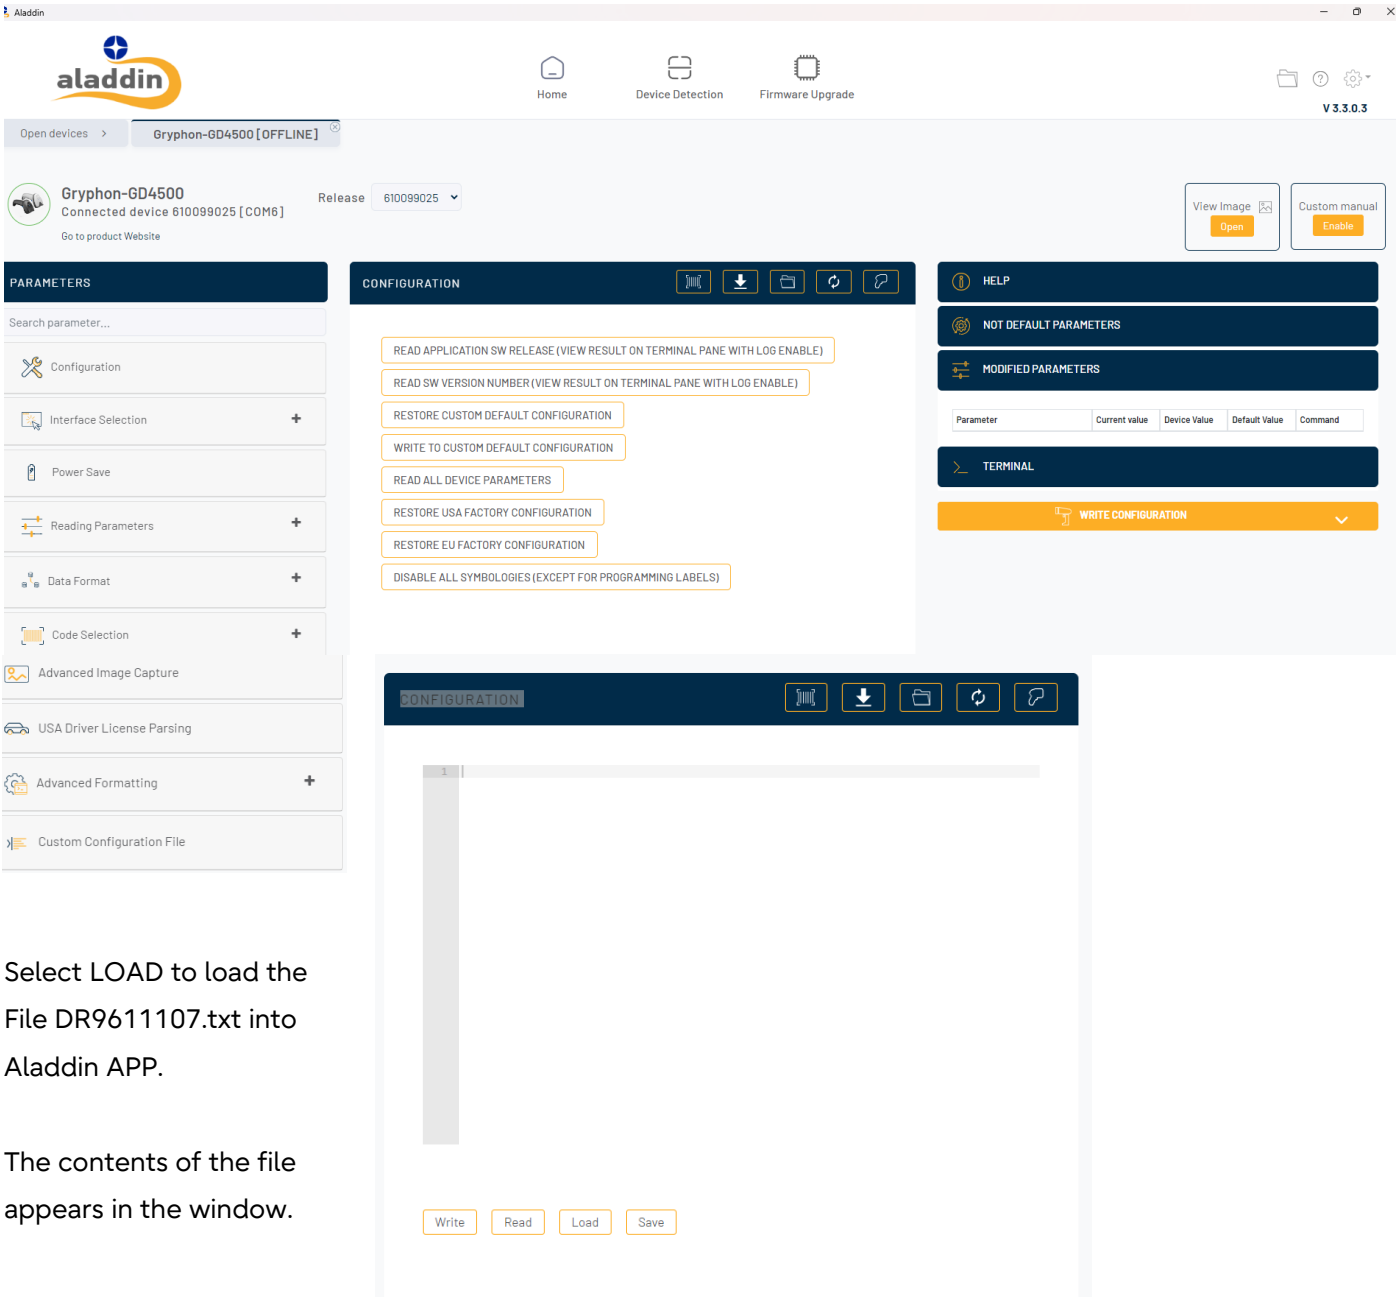 Aladdin
aladdin
Home
Device Detection
Firmware Upgrade
V 3.3.0.3
Open devices >
Gryphon-GD4500 [OFFLINE]
Gryphon-GD4500
Connected device 610099025 [COM6]
Go to product Website
Release 610099025
View Image
Open
Custom manual
Enable
PARAMETERS
Search parameter...
Configuration
Interface Selection +
Power Save
Reading Parameters +
Data Format +
Code Selection +
Advanced Image Capture
USA Driver License Parsing
Advanced Formatting +
Custom Configuration File
CONFIGURATION
READ APPLICATION SW RELEASE (VIEW RESULT ON TERMINAL PANE WITH LOG ENABLE)
READ SW VERSION NUMBER (VIEW RESULT ON TERMINAL PANE WITH LOG ENABLE)
RESTORE CUSTOM DEFAULT CONFIGURATION
WRITE TO CUSTOM DEFAULT CONFIGURATION
READ ALL DEVICE PARAMETERS
RESTORE USA FACTORY CONFIGURATION
RESTORE EU FACTORY CONFIGURATION
DISABLE ALL SYMBOLOGIES (EXCEPT FOR PROGRAMMING LABELS)
HELP
NOT DEFAULT PARAMETERS
MODIFIED PARAMETERS
Parameter Current value Device Value Default Value Command
TERMINAL
WRITE CONFIGURATION
CONFIGURATION
1
Write Read Load Save
Select LOAD to load the
File DR9611107.txt into
Aladdin APP.
The contents of the file
appears in the window.